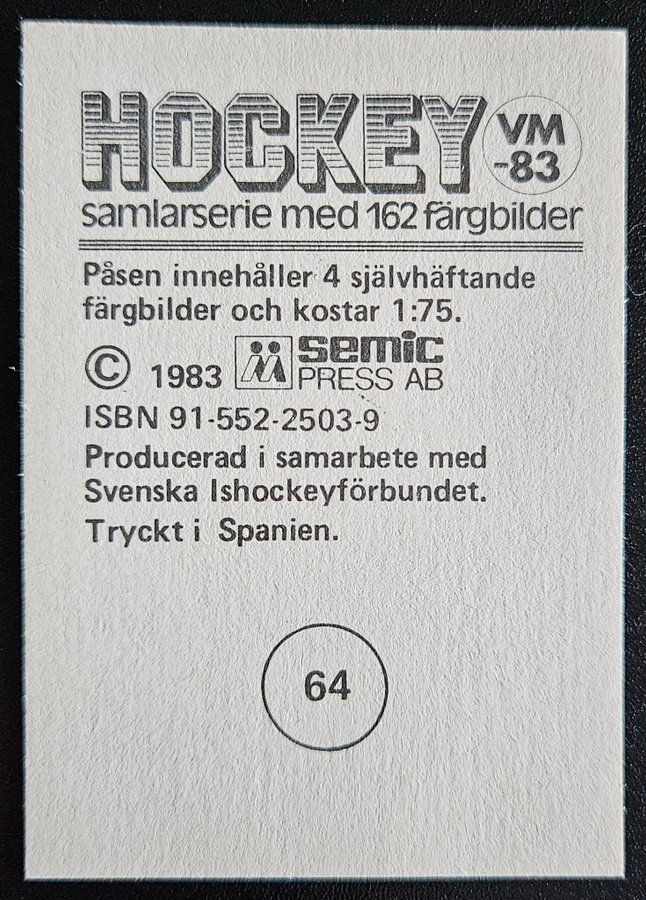 HOCKEY VM -83
samlarserie med 162 färgbilder
Påsen innehåller 4 självhäftande
färgbilder och kostar 1:75.
© 1983 semic PRESS AB
ISBN 91-552-2503-9
Producerad i samarbete med
Svenska Ishockeyförbundet.
Tryckt i Spanien.
64